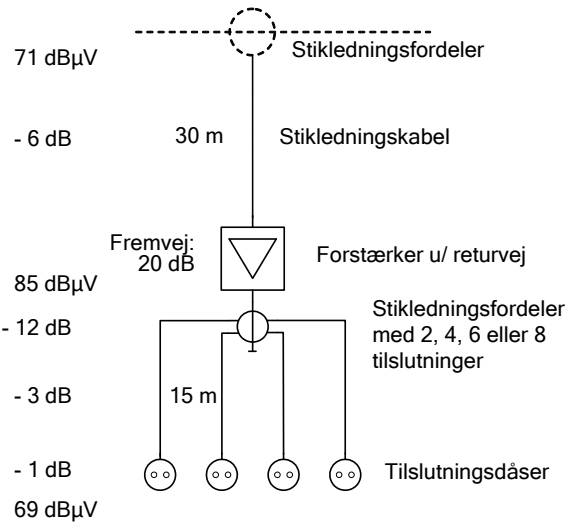 Stikledningsfordeler
71 dBµV
- 6 dB
30 m
Stikledningskabel
Fremvej:
20 dB
Forstærker u/ returvej
85 dBµV
Stikledningsfordeler
med 2, 4, 6 eller 8
tilslutninger
- 12 dB
- 3 dB
15 m
- 1 dB
Tilslutningsdåser
69 dBµV